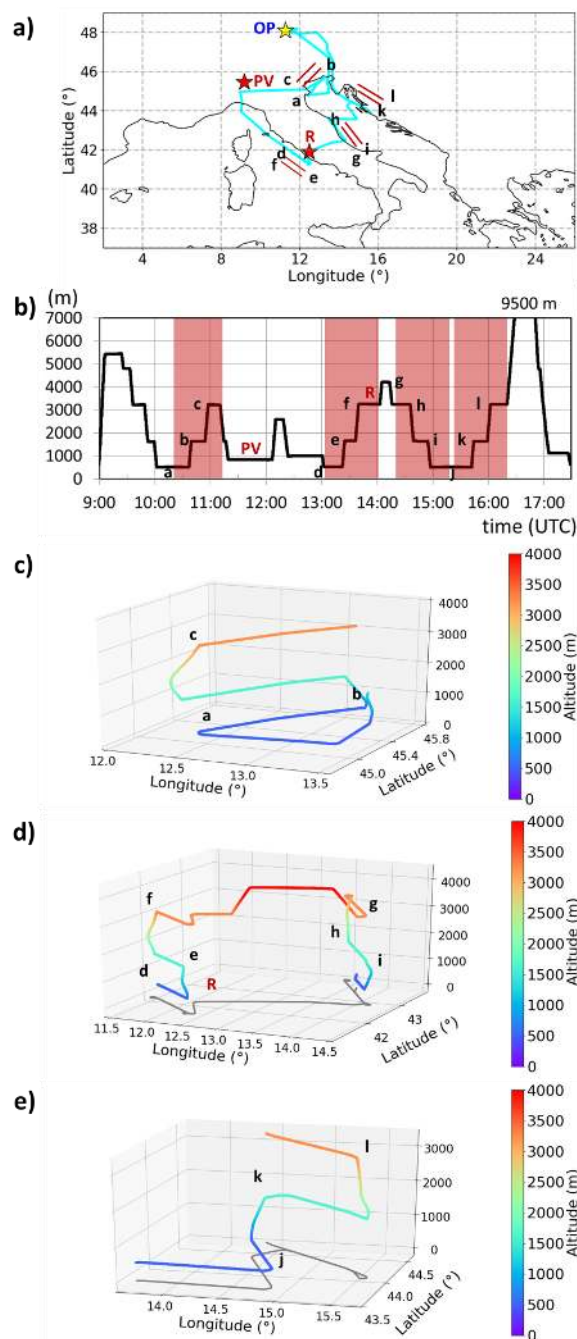 a)
48
46
44
42
40
38
Latitude (°)
OP
PV
R
a
b
c
d
e
f
g
h
i
k
l
4
8
12
16
20
24
Longitude (°)
b)
(m)
9500 m
7000
6000
5000
4000
3000
2000
1000
0
a
b
c
PV
d
e
f
R
g
h
i
j
k
l
9:00
10:00
11:00
12:00
13:00
14:00
15:00
16:00
17:00
time (UTC)
c)
c
a
b
4000
3000
2000
1000
0
12.0
12.5
13.0
13.5
Longitude (°)
45.0
45.4
45.8
Latitude (°)
4000
3500
3000
2500
2000
1500
1000
500
0
Altitude (m)
d)
f
d
e
R
g
h
i
4000
3000
2000
1000
0
11.5
12.0
12.5
13.0
13.5
14.0
14.5
Longitude (°)
42
43
Latitude (°)
4000
3500
3000
2500
2000
1500
1000
500
0
Altitude (m)
e)
k
l
j
3000
2000
1000
0
14.0
14.5
15.0
15.5
Longitude (°)
43.5
44.0
44.5
Latitude (°)
4000
3500
3000
2500
2000
1500
1000
500
0
Altitude (m)